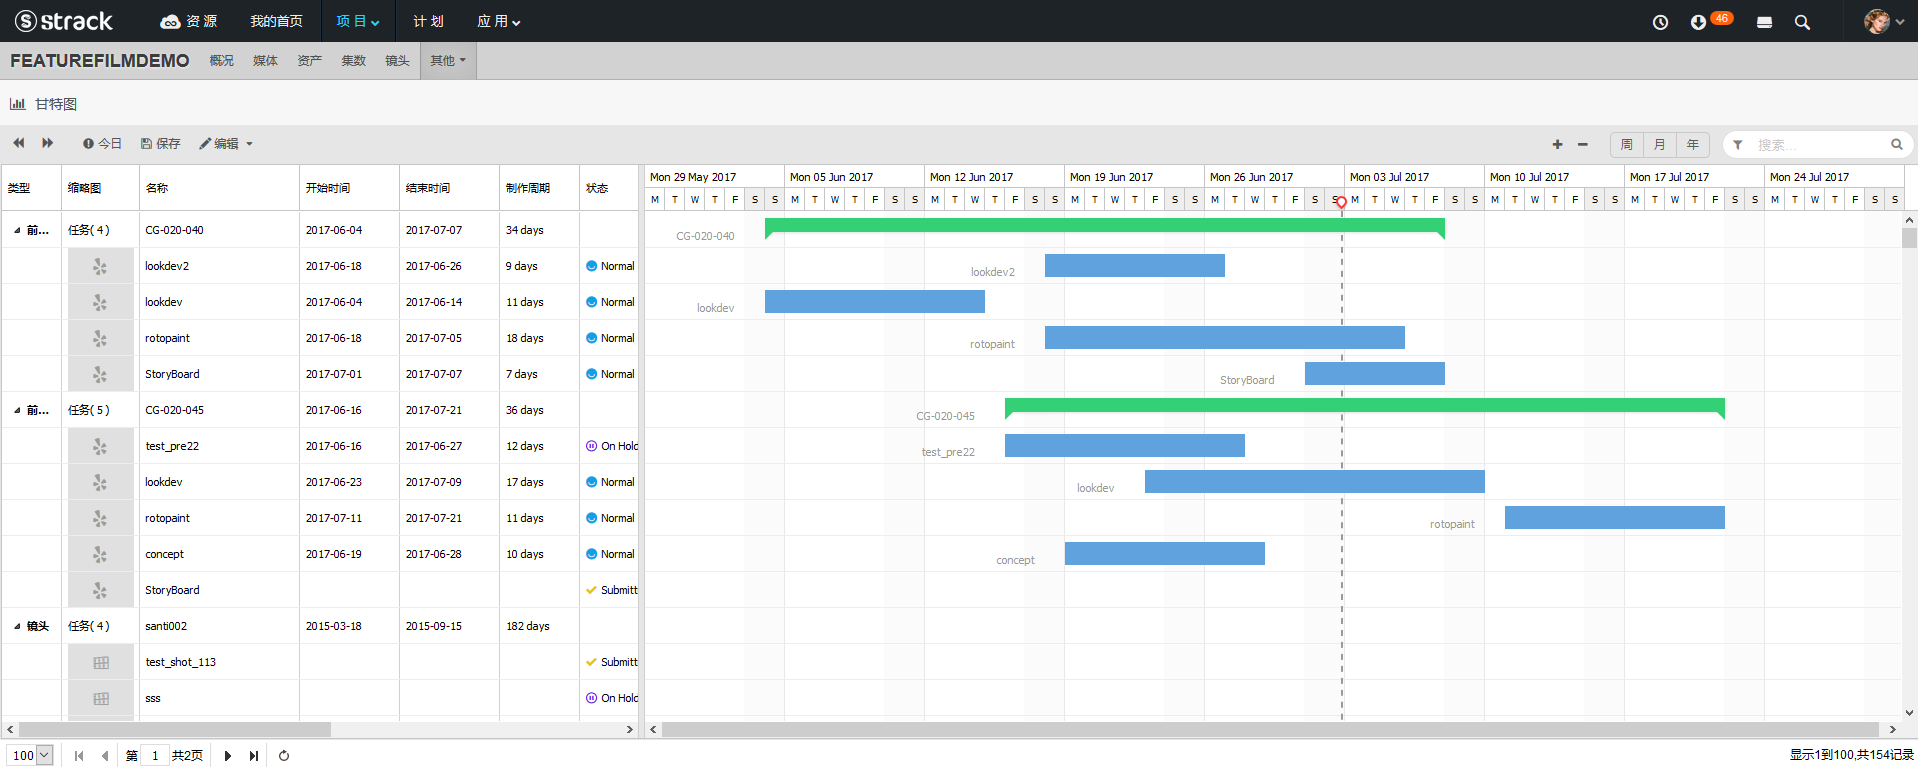 strack 资 源 我的首页 项 目 计 划 应 用 46
FEATUREFILMDEMO 概况 媒体 资产 集数 镜头 其他
甘特图
今日 保存 编辑 周 月 年 搜索...
类型 缩略图 名称 开始时间 结束时间 制作周期 状态
Mon 29 May 2017 Mon 05 Jun 2017 Mon 12 Jun 2017 Mon 19 Jun 2017 Mon 26 Jun 2017 Mon 03 Jul 2017 Mon 10 Jul 2017 Mon 17 Jul 2017 Mon 24 Jul 2017
M T W T F S S M T W T F S S M T W T F S S M T W T F S S M T W T F S S M T W T F S S M T W T F S S M T W T F S S M T W T F S S
前... 任务( 4 ) CG-020-040 2017-06-04 2017-07-07 34 days CG-020-040
lookdev2 2017-06-18 2017-06-26 9 days Normal lookdev2
lookdev 2017-06-04 2017-06-14 11 days Normal lookdev
rotopaint 2017-06-18 2017-07-05 18 days Normal rotopaint
StoryBoard 2017-07-01 2017-07-07 7 days Normal StoryBoard
前... 任务( 5 ) CG-020-045 2017-06-16 2017-07-21 36 days CG-020-045
test_pre22 2017-06-16 2017-06-27 12 days On Hold test_pre22
lookdev 2017-06-23 2017-07-09 17 days Normal lookdev
rotopaint 2017-07-11 2017-07-21 11 days Normal rotopaint
concept 2017-06-19 2017-06-28 10 days Normal concept
StoryBoard Submitt
镜头 任务( 4 ) santi002 2015-03-18 2015-09-15 182 days
test_shot_113 Submitt
sss On Hold
100 第 1 共2页 显示1到100,共154记录